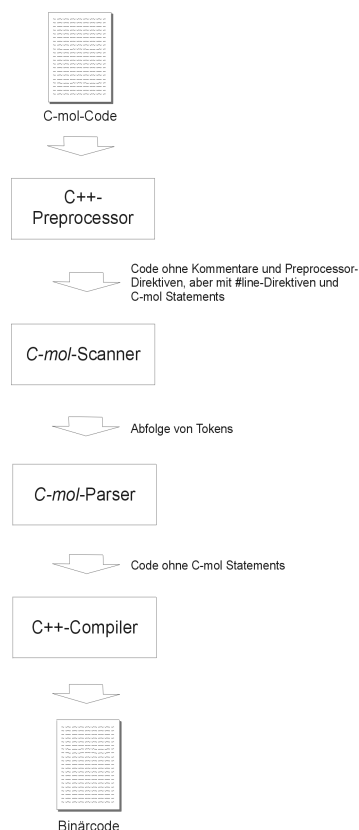 C-mol-Code
C++-
Preprocessor
Code ohne Kommentare und Preprocessor-
Direktiven, aber mit #line-Direktiven und
C-mol Statements
C-mol-Scanner
Abfolge von Tokens
C-mol-Parser
Code ohne C-mol Statements
C++-Compiler
Binärcode